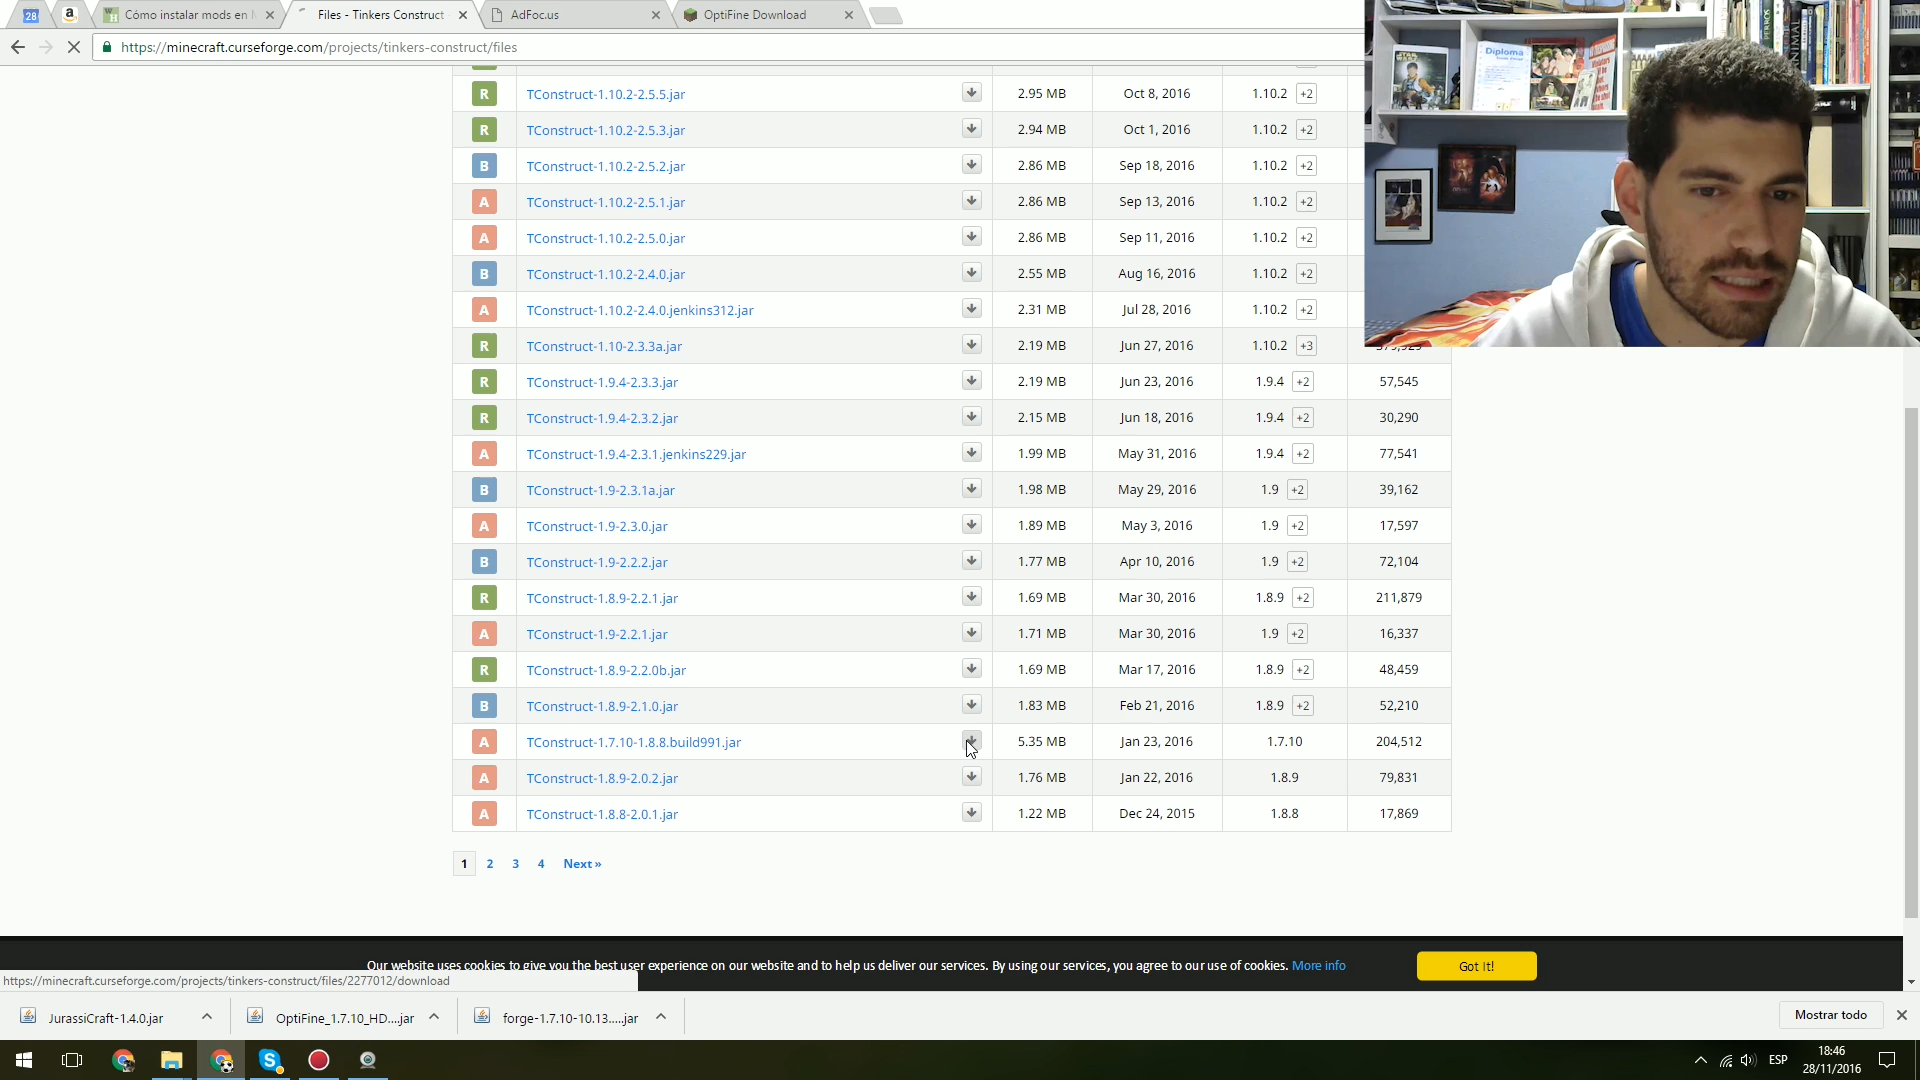 28
Cómo instalar mods en
Files - Tinkers Construct
AdFoc.us
OptiFine Download
https://minecraft.curseforge.com/projects/tinkers-construct/files
R TConstruct-1.10.2-2.5.5.jar 2.95 MB Oct 8, 2016 1.10.2 +2
R TConstruct-1.10.2-2.5.3.jar 2.94 MB Oct 1, 2016 1.10.2 +2
B TConstruct-1.10.2-2.5.2.jar 2.86 MB Sep 18, 2016 1.10.2 +2
A TConstruct-1.10.2-2.5.1.jar 2.86 MB Sep 13, 2016 1.10.2 +2
A TConstruct-1.10.2-2.5.0.jar 2.86 MB Sep 11, 2016 1.10.2 +2
B TConstruct-1.10.2-2.4.0.jar 2.55 MB Aug 16, 2016 1.10.2 +2
A TConstruct-1.10.2-2.4.0.jenkins312.jar 2.31 MB Jul 28, 2016 1.10.2 +2
R TConstruct-1.10-2.3.3a.jar 2.19 MB Jun 27, 2016 1.10.2 +3
R TConstruct-1.9.4-2.3.3.jar 2.19 MB Jun 23, 2016 1.9.4 +2 57,545
R TConstruct-1.9.4-2.3.2.jar 2.15 MB Jun 18, 2016 1.9.4 +2 30,290
A TConstruct-1.9.4-2.3.1.jenkins229.jar 1.99 MB May 31, 2016 1.9.4 +2 77,541
B TConstruct-1.9-2.3.1a.jar 1.98 MB May 29, 2016 1.9 +2 39,162
A TConstruct-1.9-2.3.0.jar 1.89 MB May 3, 2016 1.9 +2 17,597
B TConstruct-1.9-2.2.2.jar 1.77 MB Apr 10, 2016 1.9 +2 72,104
R TConstruct-1.8.9-2.2.1.jar 1.69 MB Mar 30, 2016 1.8.9 +2 211,879
A TConstruct-1.9-2.2.1.jar 1.71 MB Mar 30, 2016 1.9 +2 16,337
R TConstruct-1.8.9-2.2.0b.jar 1.69 MB Mar 17, 2016 1.8.9 +2 48,459
B TConstruct-1.8.9-2.1.0.jar 1.83 MB Feb 21, 2016 1.8.9 +2 52,210
A TConstruct-1.7.10-1.8.8.build991.jar 5.35 MB Jan 23, 2016 1.7.10 204,512
A TConstruct-1.8.9-2.0.2.jar 1.76 MB Jan 22, 2016 1.8.9 79,831
A TConstruct-1.8.8-2.0.1.jar 1.22 MB Dec 24, 2015 1.8.8 17,869
1 2 3 4 Next »
Our website uses cookies to give you the best user experience on our website and to help us deliver our services. By using our services, you agree to our use of cookies. More info Got it!
https://minecraft.curseforge.com/projects/tinkers-construct/files/2277012/download
JurassiCraft-1.4.0.jar
OptiFine_1.7.10_HD....jar
forge-1.7.10-10.13.....jar
Mostrar todo
ESP
18:46
28/11/2016
Diploma
STAR WARS
ANIMAL